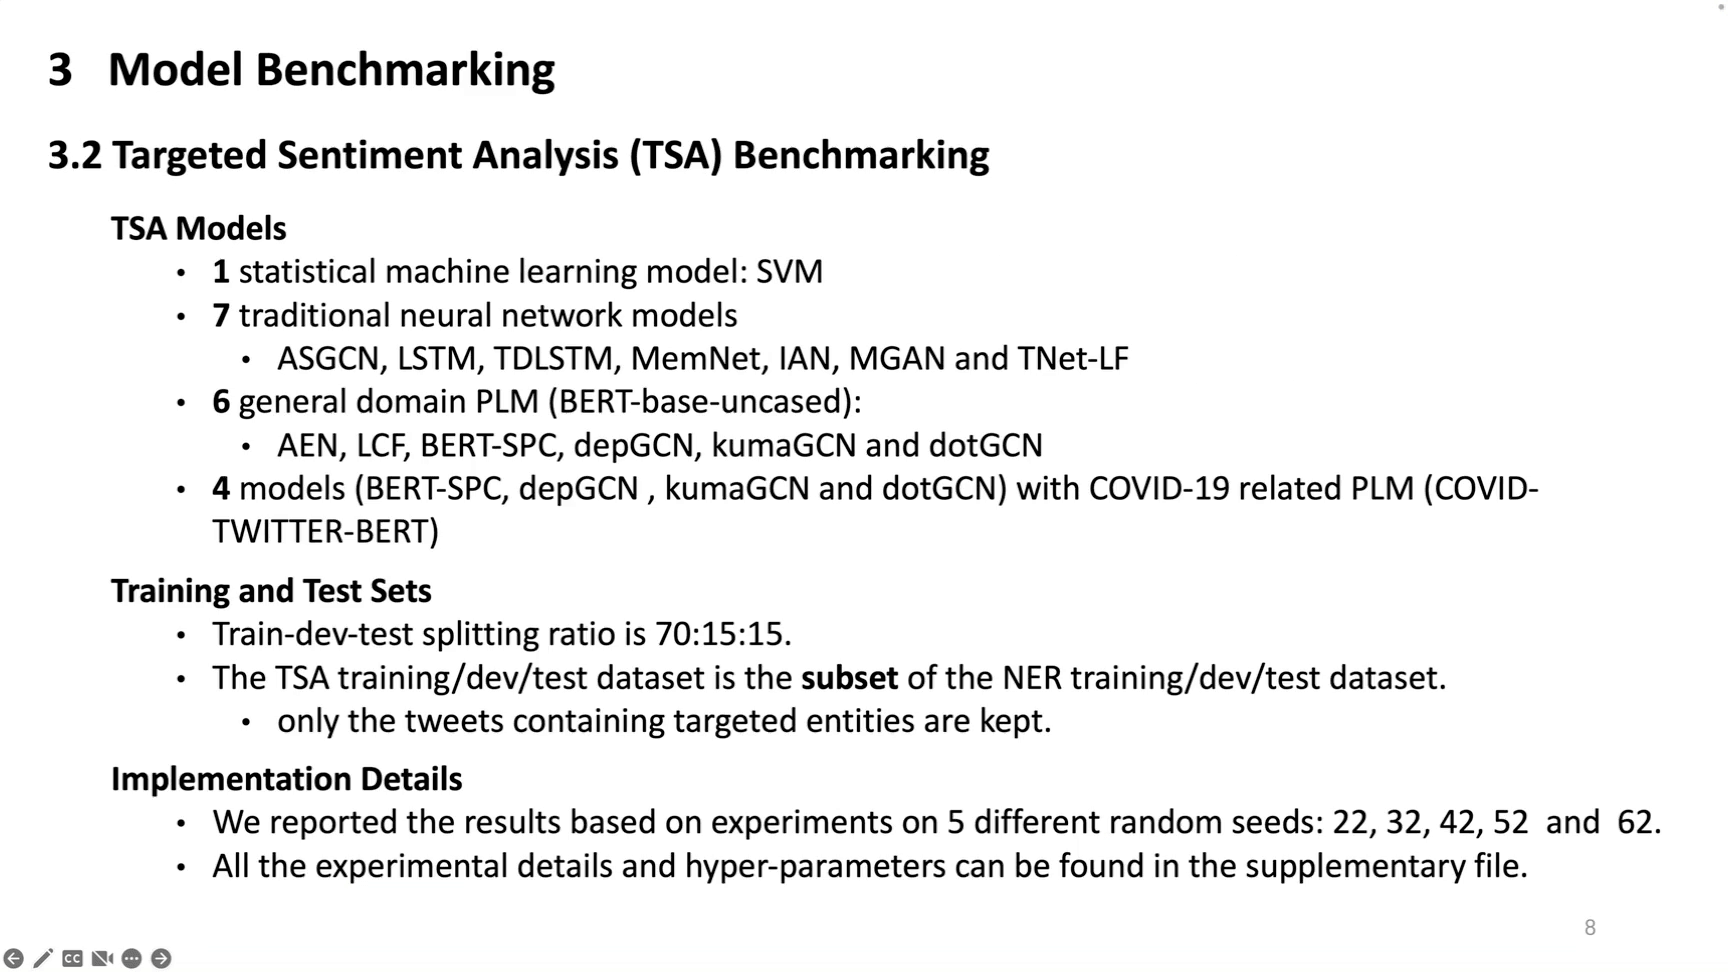 3 Model Benchmarking
3.2 Targeted Sentiment Analysis (TSA) Benchmarking
TSA Models
• 1 statistical machine learning model: SVM
• 7 traditional neural network models
• ASGCN, LSTM, TDLSTM, MemNet, IAN, MGAN and TNet-LF
• 6 general domain PLM (BERT-base-uncased):
• AEN, LCF, BERT-SPC, depGCN, kumaGCN and dotGCN
• 4 models (BERT-SPC, depGCN , kumaGCN and dotGCN) with COVID-19 related PLM (COVID-
TWITTER-BERT)
Training and Test Sets
• Train-dev-test splitting ratio is 70:15:15.
• The TSA training/dev/test dataset is the subset of the NER training/dev/test dataset.
• only the tweets containing targeted entities are kept.
Implementation Details
• We reported the results based on experiments on 5 different random seeds: 22, 32, 42, 52 and 62.
• All the experimental details and hyper-parameters can be found in the supplementary file.
8
CC